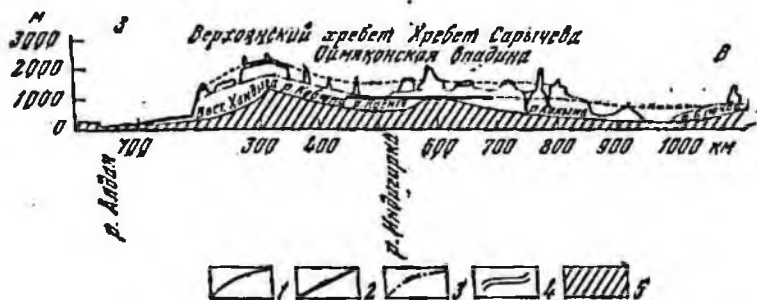 м
3000
2000
1000
0
З
Верхоянский хребет Хребет Сарычева
Оймяконская впадина
В
100 300 400 600 700 800 900 1000 км
р. Алдан
р. Индигирка
1 2 3 4 5